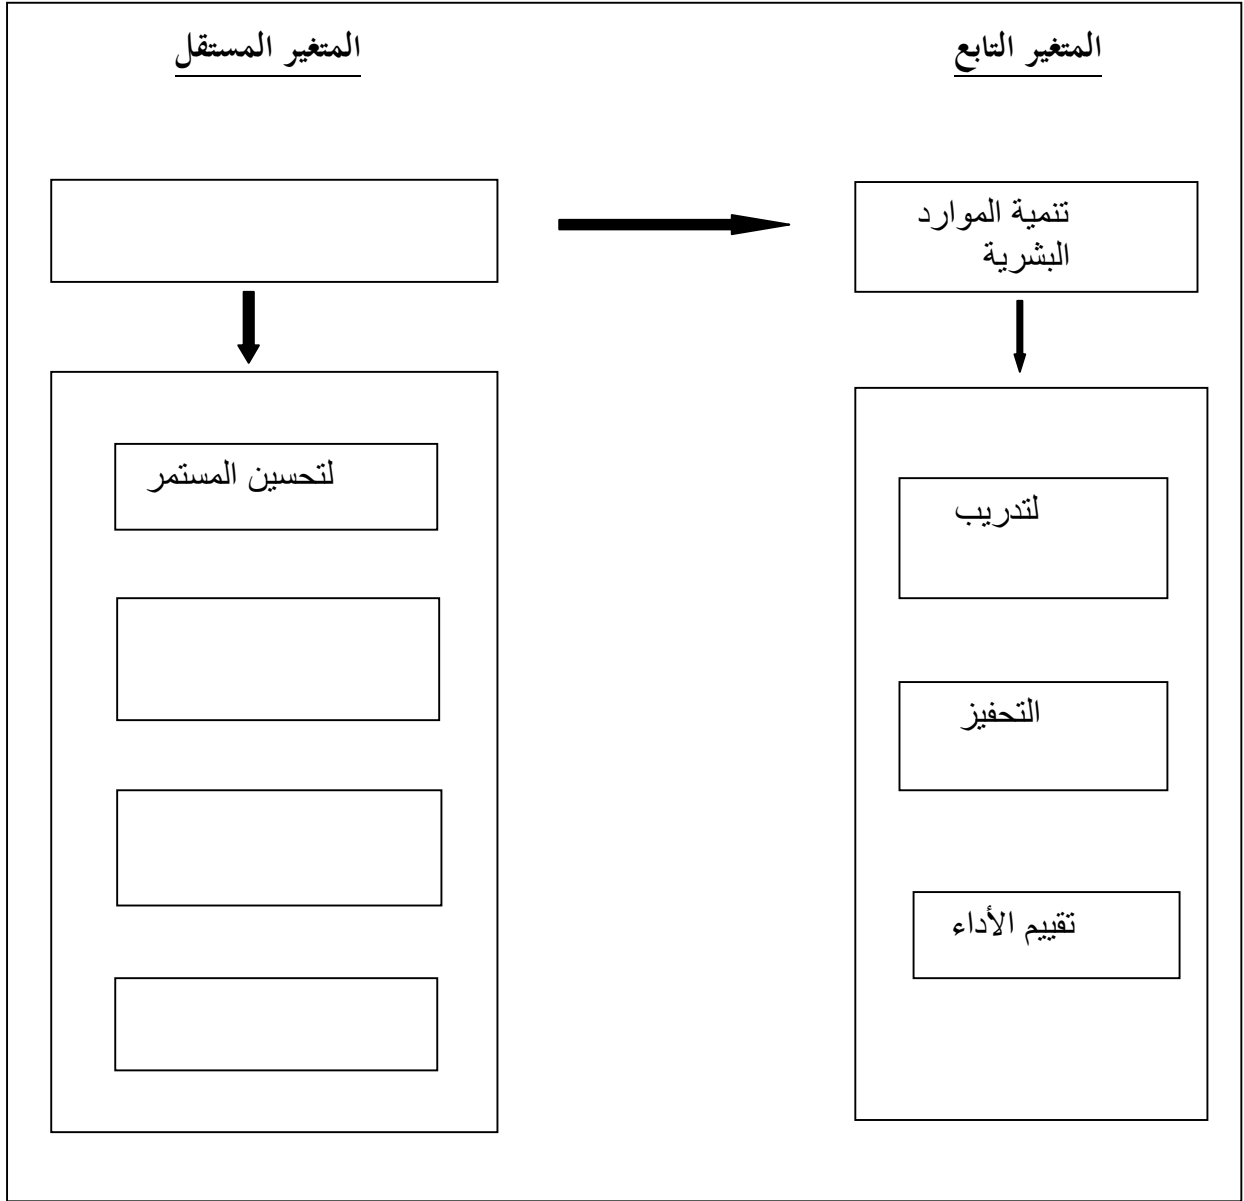 المتغير المستقل
المتغير التابع
تنمية الموارد
البشرية
لتحسين المستمر
لتدريب
التحفيز
تقييم الأداء